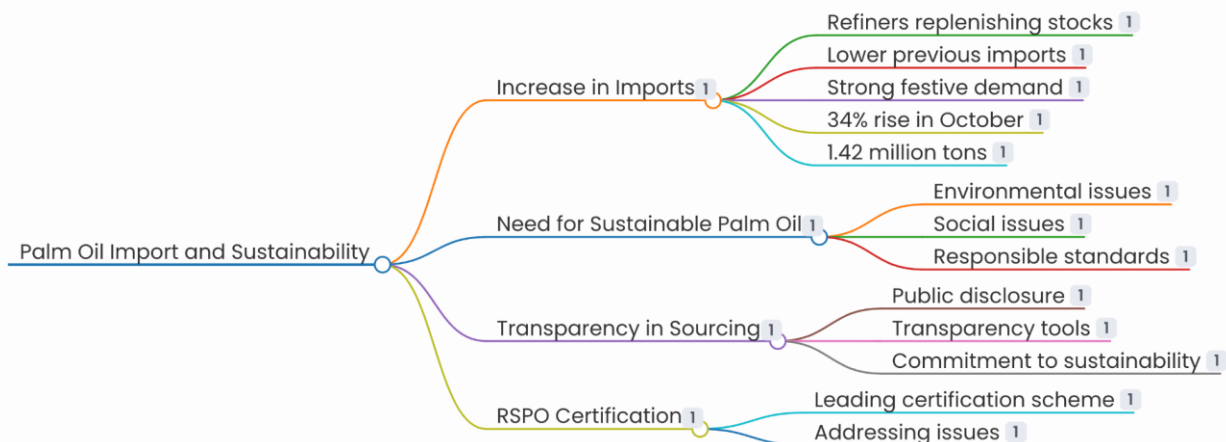 Palm Oil Import and Sustainability
Increase in Imports 1
Refiners replenishing stocks 1
Lower previous imports 1
Strong festive demand 1
34% rise in October 1
1.42 million tons 1
Need for Sustainable Palm Oil 1
Environmental issues 1
Social issues 1
Responsible standards 1
Transparency in Sourcing 1
Public disclosure 1
Transparency tools 1
Commitment to sustainability 1
RSPO Certification 1
Leading certification scheme 1
Addressing issues 1